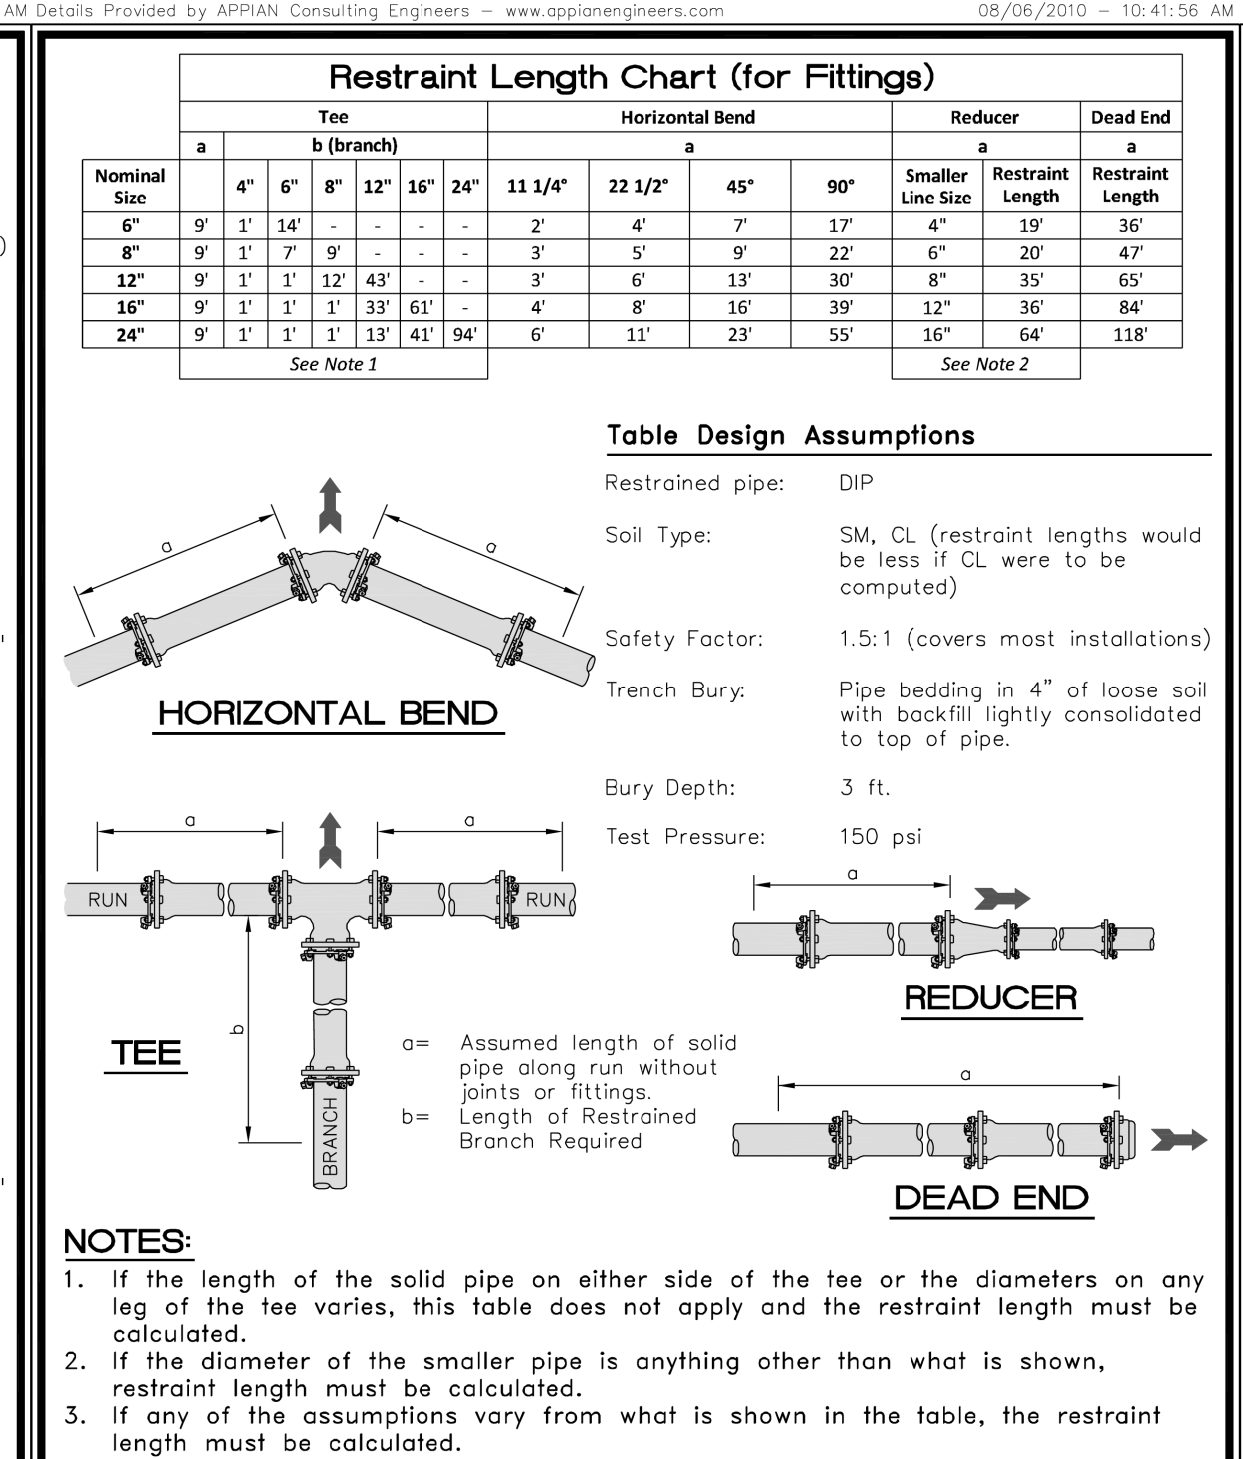 AM Details Provided by APPIAN Consulting Engineers – www.appianengineers.com 08/06/2010 – 10:41:56 AM
Restraint Length Chart (for Fittings)
Tee Horizontal Bend Reducer Dead End
a b (branch) a a a
Nominal Size 4" 6" 8" 12" 16" 24" 11 1/4° 22 1/2° 45° 90° Smaller Line Size Restraint Length Restraint Length
6" 9' 1' 14' - - - - 2' 4' 7' 17' 4" 19' 36'
8" 9' 1' 7' 9' - - - 3' 5' 9' 22' 6" 20' 47'
12" 9' 1' 1' 12' 43' - - 3' 6' 13' 30' 8" 35' 65'
16" 9' 1' 1' 1' 33' 61' - 4' 8' 16' 39' 12" 36' 84'
24" 9' 1' 1' 1' 13' 41' 94' 6' 11' 23' 55' 16" 64' 118'
See Note 1 See Note 2
Table Design Assumptions
Restrained pipe: DIP
Soil Type: SM, CL (restraint lengths would
be less if CL were to be
computed)
Safety Factor: 1.5:1 (covers most installations)
Trench Bury: Pipe bedding in 4" of loose soil
with backfill lightly consolidated
to top of pipe.
Bury Depth: 3 ft.
Test Pressure: 150 psi
a a
HORIZONTAL BEND
a a
RUN RUN
b
BRANCH
TEE
a= Assumed length of solid
pipe along run without
joints or fittings.
b= Length of Restrained
Branch Required
a
REDUCER
a
DEAD END
NOTES:
1. If the length of the solid pipe on either side of the tee or the diameters on any
leg of the tee varies, this table does not apply and the restraint length must be
calculated.
2. If the diameter of the smaller pipe is anything other than what is shown,
restraint length must be calculated.
3. If any of the assumptions vary from what is shown in the table, the restraint
length must be calculated.